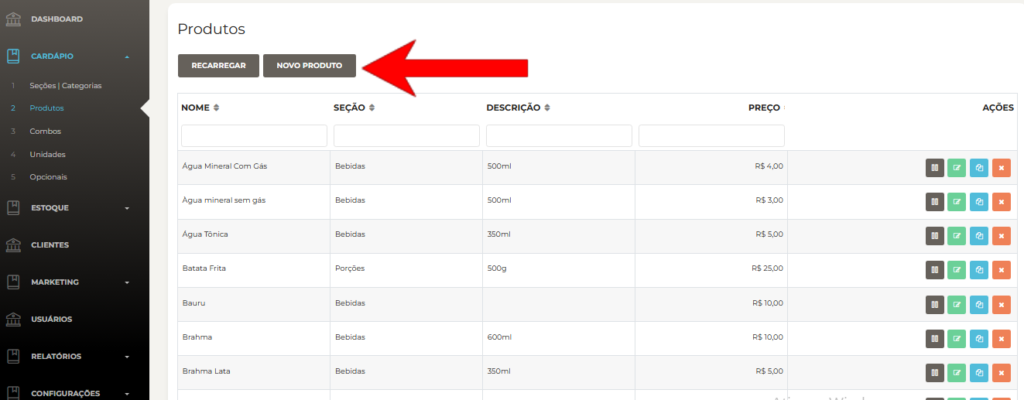 DASHBOARD
CARDÁPIO
1 Seções | Categorias
2 Produtos
3 Combos
4 Unidades
5 Opcionais
ESTOQUE
CLIENTES
MARKETING
USUÁRIOS
RELATÓRIOS
CONFIGURAÇÕES
Produtos
RECARREGAR NOVO PRODUTO
NOME SEÇÃO DESCRIÇÃO PREÇO AÇÕES
Água Mineral Com Gás Bebidas 500ml R$ 4,00
Água mineral sem gás Bebidas 500ml R$ 3,00
Água Tônica Bebidas 350ml R$ 5,00
Batata Frita Porções 500g R$ 25,00
Bauru Bebidas R$ 10,00
Brahma Bebidas 600ml R$ 10,00
Brahma Lata Bebidas 350ml R$ 5,00